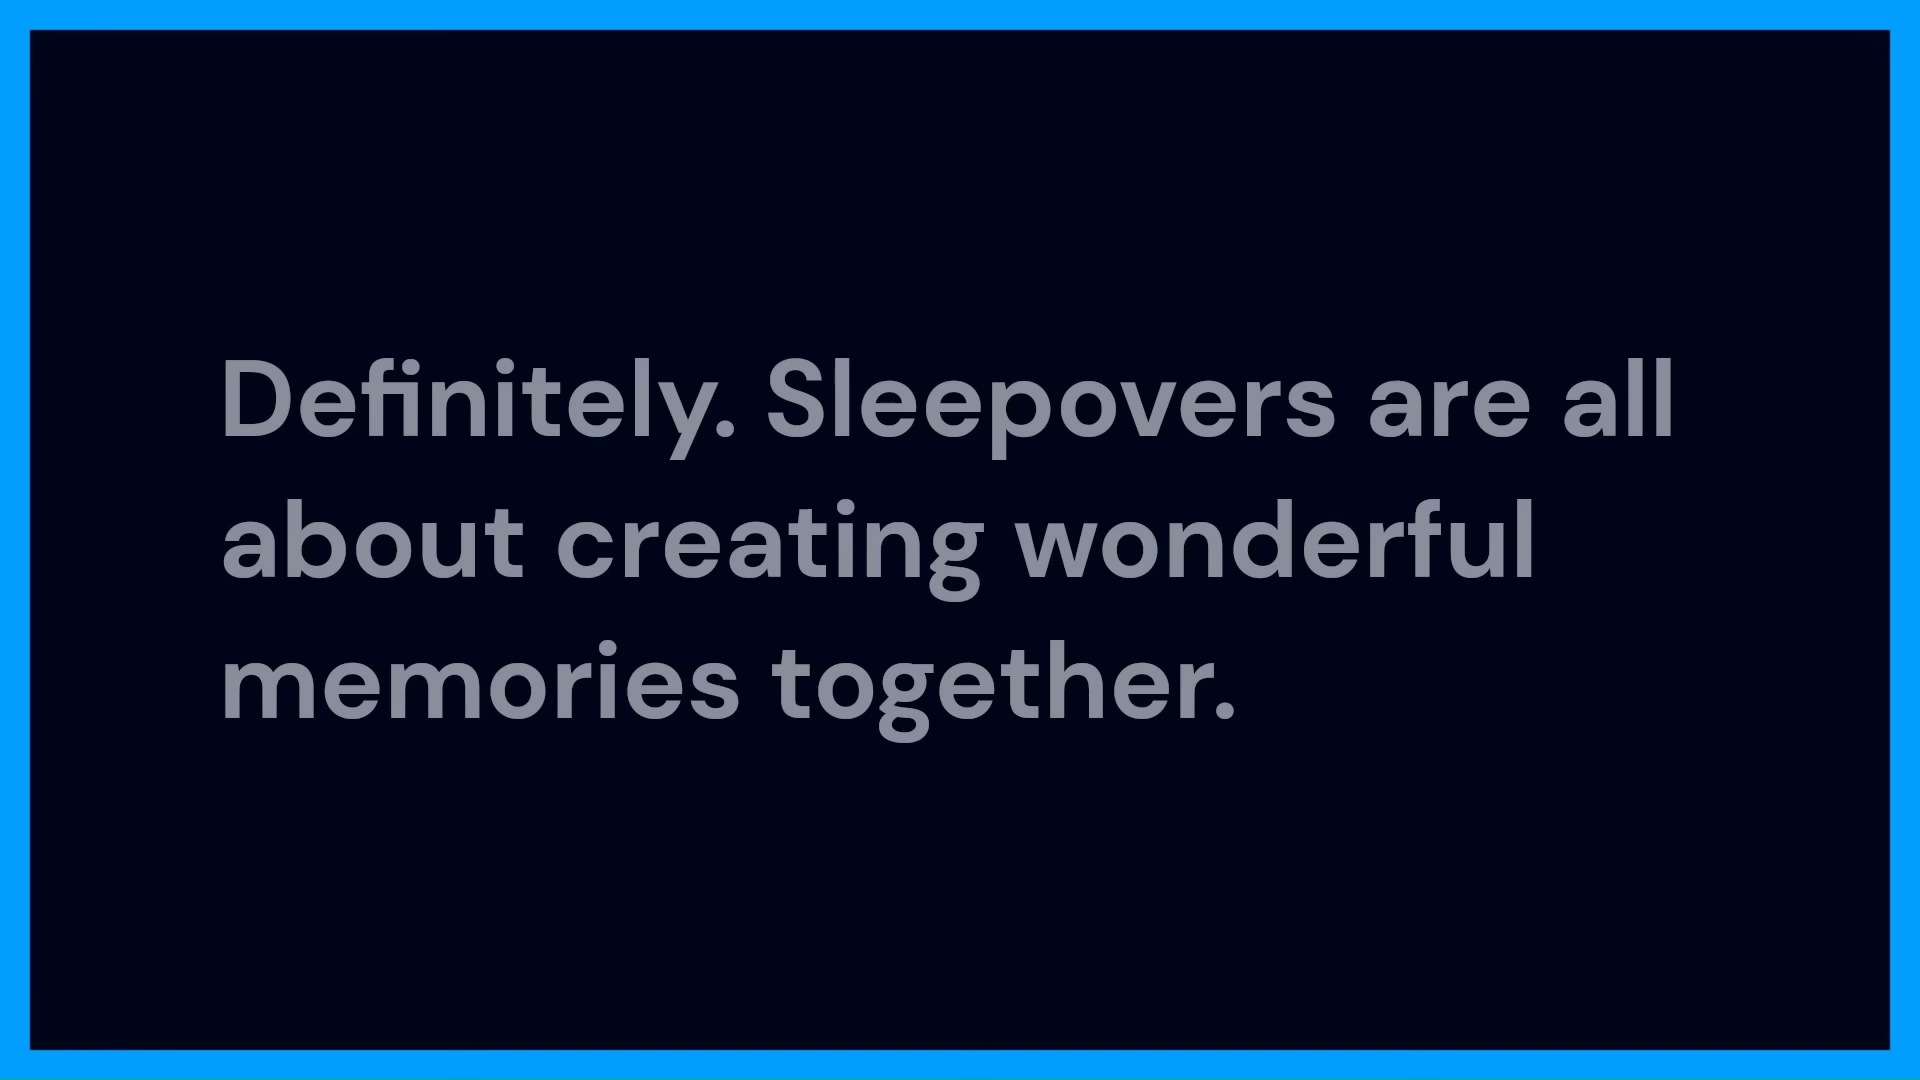 Definitely. Sleepovers are all
about creating wonderful
memories together.